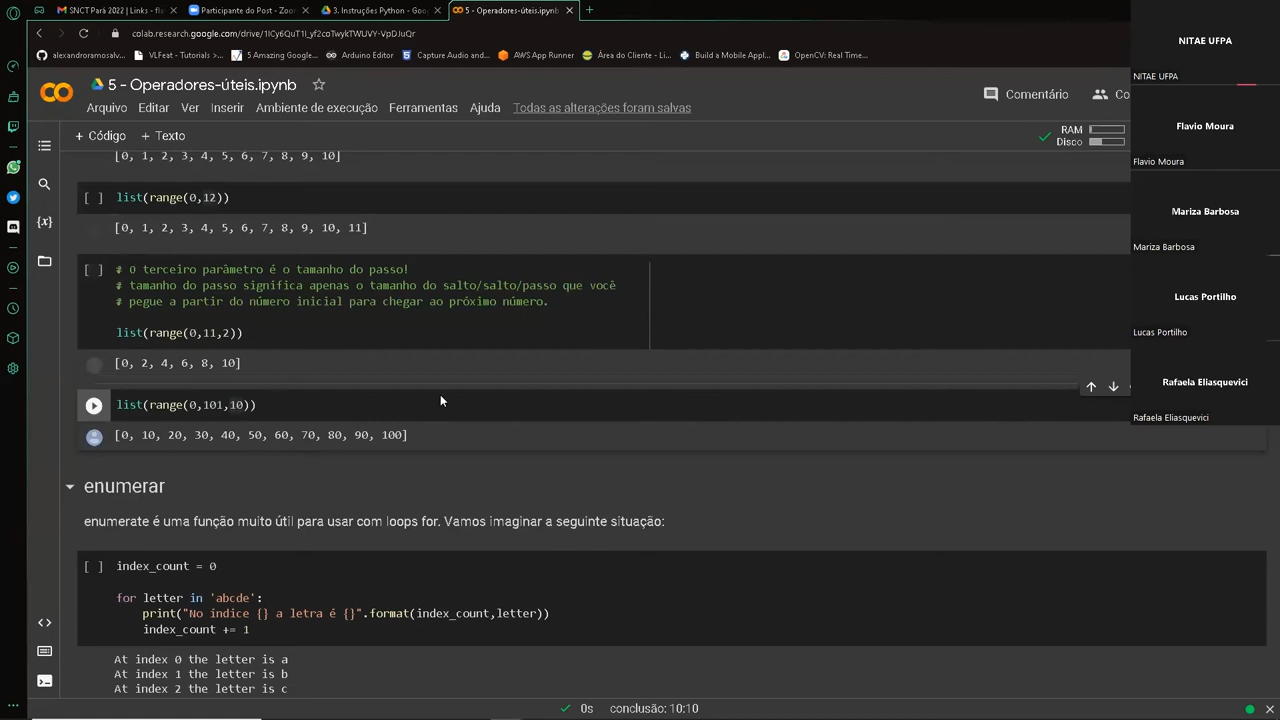 SNCT Pará 2022 | Links - fla
Participante do Post - Zoom
3. Instruções Python - Goo
5 - Operadores-úteis.ipynb
colab.research.google.com/drive/1lCy6QuT1l_yf2coTwykTWUVY-VpDJuQr
alexandroramosalv...
VLFeat - Tutorials >...
5 Amazing Google...
Arduino Editor
Capture Audio and...
AWS App Runner
Área do Cliente - Li...
Build a Mobile Appl...
OpenCV: Real Time...
5 - Operadores-úteis.ipynb
Arquivo Editar Ver Inserir Ambiente de execução Ferramentas Ajuda Todas as alterações foram salvas
Comentário
Co
+ Código + Texto
RAM
Disco
[0, 1, 2, 3, 4, 5, 6, 7, 8, 9, 10]
[ ] list(range(0,12))
[0, 1, 2, 3, 4, 5, 6, 7, 8, 9, 10, 11]
[ ] # O terceiro parâmetro é o tamanho do passo!
# tamanho do passo significa apenas o tamanho do salto/salto/passo que você
# pegue a partir do número inicial para chegar ao próximo número.
list(range(0,11,2))
[0, 2, 4, 6, 8, 10]
list(range(0,101,10))
[0, 10, 20, 30, 40, 50, 60, 70, 80, 90, 100]
enumerar
enumerate é uma função muito útil para usar com loops for. Vamos imaginar a seguinte situação:
[ ] index_count = 0
for letter in 'abcde':
print("No índice {} a letra é {}".format(index_count,letter))
index_count += 1
At index 0 the letter is a
At index 1 the letter is b
At index 2 the letter is c
0s conclusão: 10:10
NITAE UFPA
NITAE UFPA
Flavio Moura
Flavio Moura
Mariza Barbosa
Mariza Barbosa
Lucas Portilho
Lucas Portilho
Rafaela Eliasquevici
Rafaela Eliasquevici